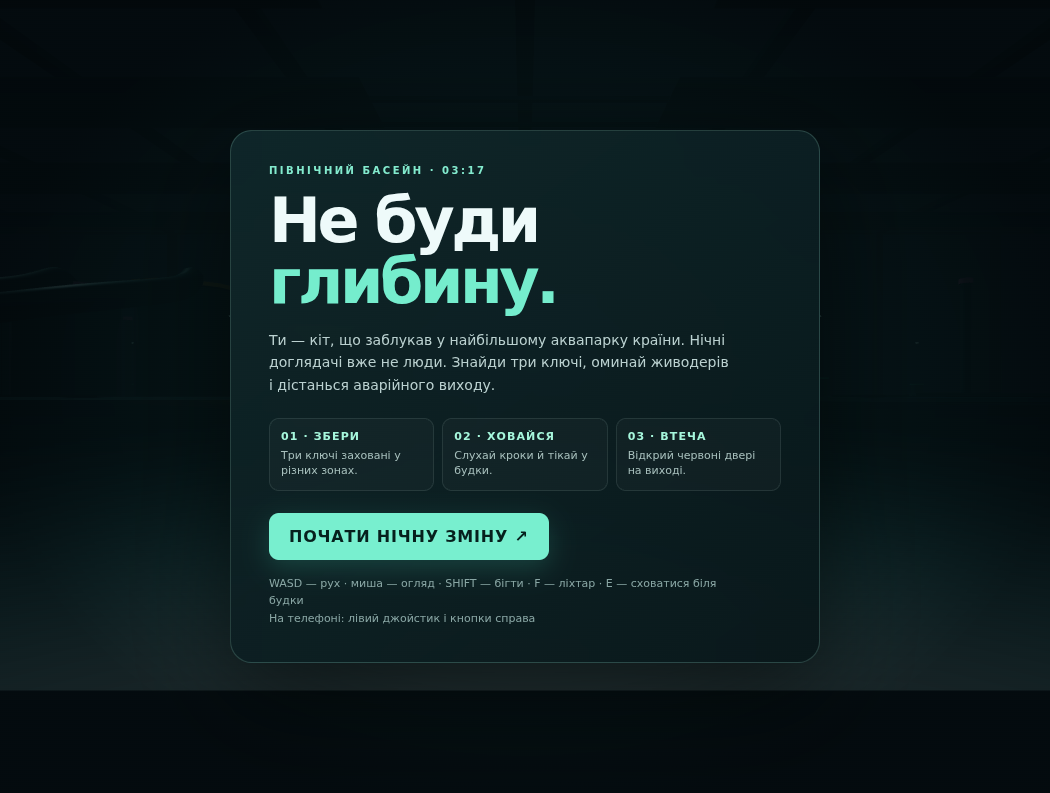 ПІВНІЧНИЙ БАСЕЙН · 03:17
Не буди
глибину.
Ти — кіт, що заблукав у найбільшому аквапарку країни. Нічні
доглядачі вже не люди. Знайди три ключі, оминай живодерів
і дістанься аварійного виходу.
01 · ЗБЕРИ
Три ключі заховані у
різних зонах.
02 · ХОВАЙСЯ
Слухай кроки й тікай у
будки.
03 · ВТЕЧА
Відкрий червоні двері
на виході.
ПОЧАТИ НІЧНУ ЗМІНУ ↗
WASD — рух · миша — огляд · SHIFT — бігти · F — ліхтар · E — сховатися біля
будки
На телефоні: лівий джойстик і кнопки справа